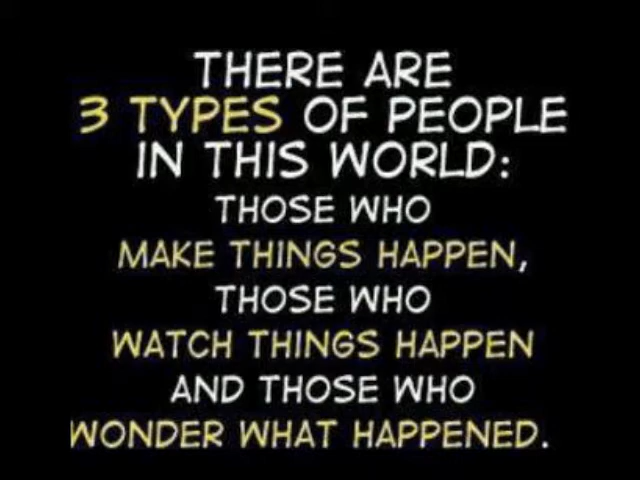 THERE ARE
3 TYPES OF PEOPLE
IN THIS WORLD:
THOSE WHO
MAKE THINGS HAPPEN,
THOSE WHO
WATCH THINGS HAPPEN
AND THOSE WHO
WONDER WHAT HAPPENED.